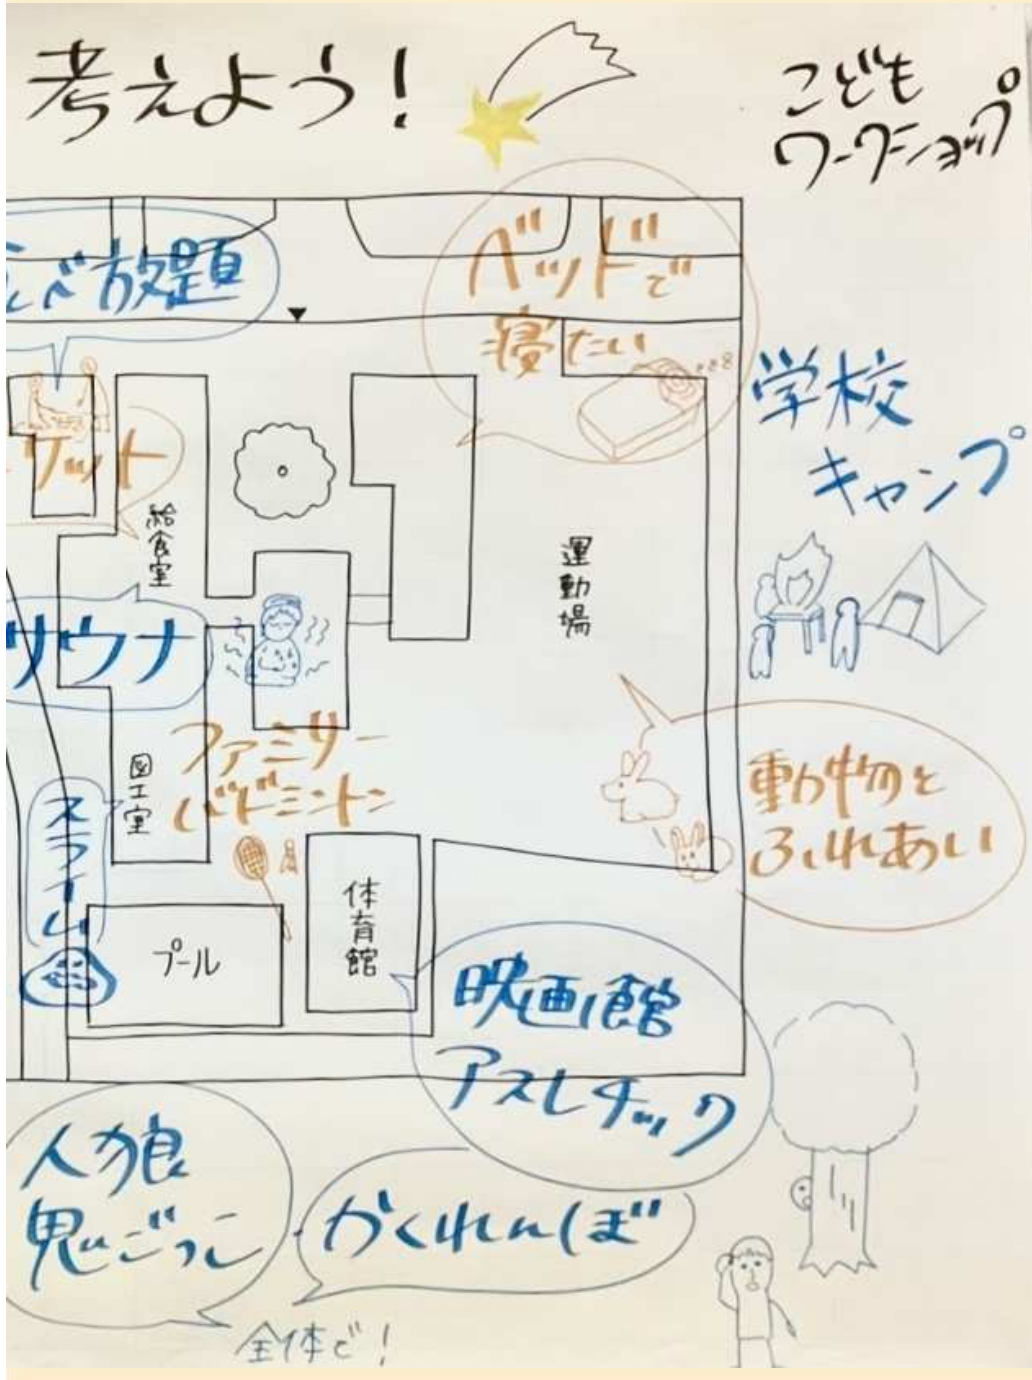 考えよう!
こども
ワークショップ
べ放題
ベッドで
寝たい
学校
キャンプ
ケット
給食室
運動場
サウナ
ファミリー
バドミントン
図工室
スライム
動物と
ふれあい
体育館
プール
映画館
アスレチック
人狼
鬼ごっこ
かくれんぼ
全体で!